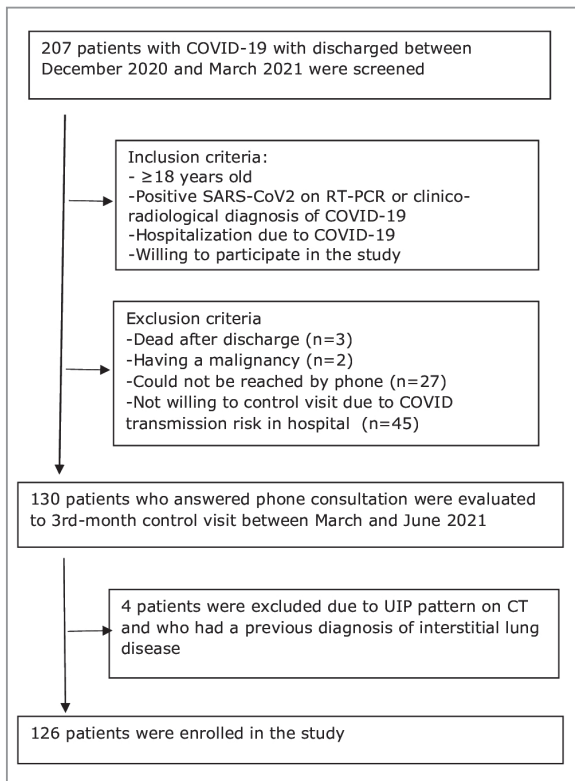 207 patients with COVID-19 with discharged between
December 2020 and March 2021 were screened
Inclusion criteria:
- ≥18 years old
-Positive SARS-CoV2 on RT-PCR or clinico-
radiological diagnosis of COVID-19
-Hospitalization due to COVID-19
-Willing to participate in the study
Exclusion criteria
-Dead after discharge (n=3)
-Having a malignancy (n=2)
-Could not be reached by phone (n=27)
-Not willing to control visit due to COVID
transmission risk in hospital (n=45)
130 patients who answered phone consultation were evaluated
to 3rd-month control visit between March and June 2021
4 patients were excluded due to UIP pattern on CT
and who had a previous diagnosis of interstitial lung
disease
126 patients were enrolled in the study